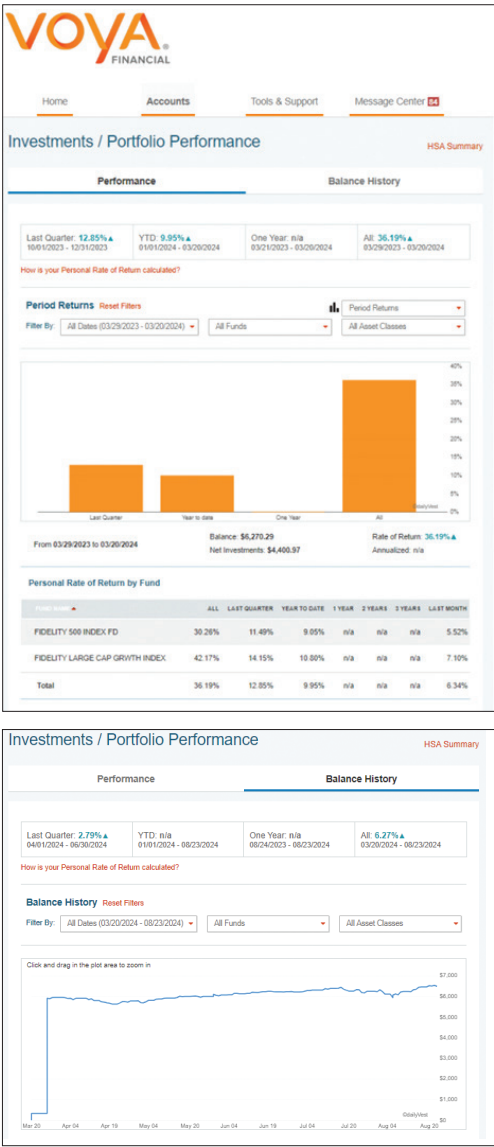 VOYA
FINANCIAL
Home Accounts Tools & Support Message Center 64
Investments / Portfolio Performance
HSA Summary
Performance Balance History
Last Quarter: 12.85%▲ YTD: 9.95%▲ One Year: n/a All: 36.19%▲
10/01/2023 - 12/31/2023 01/01/2024 - 03/20/2024 03/21/2023 - 03/20/2024 03/29/2023 - 03/20/2024
How is your Personal Rate of Return calculated?
Period Returns Reset Filters Period Returns
Filter By: All Dates (03/29/2023 - 03/20/2024) All Funds All Asset Classes
40%
35%
30%
25%
20%
15%
10%
5%
©dailyVest
0%
Last Quarter Year to date One Year All
From 03/29/2023 to 03/20/2024
Balance: $6,270.29 Rate of Return: 36.19%▲
Net Investments: $4,400.97 Annualized: n/a
Personal Rate of Return by Fund
FUND NAME ALL LAST QUARTER YEAR TO DATE 1 YEAR 2 YEARS 3 YEARS LAST MONTH
FIDELITY 500 INDEX FD 30.26% 11.49% 9.05% n/a n/a n/a 5.52%
FIDELITY LARGE CAP GRWTH INDEX 42.17% 14.15% 10.80% n/a n/a n/a 7.10%
Total 36.19% 12.85% 9.95% n/a n/a n/a 6.34%
Investments / Portfolio Performance
HSA Summary
Performance Balance History
Last Quarter: 2.79%▲ YTD: n/a One Year: n/a All: 6.27%▲
04/01/2024 - 06/30/2024 01/01/2024 - 08/23/2024 08/24/2023 - 08/23/2024 03/20/2024 - 08/23/2024
How is your Personal Rate of Return calculated?
Balance History Reset Filters
Filter By: All Dates (03/20/2024 - 08/23/2024) All Funds All Asset Classes
Click and drag in the plot area to zoom in
$7,000
$6,000
$5,000
$4,000
$3,000
$2,000
$1,000
©dailyVest
$0
Mar 20 Apr 04 Apr 19 May 04 May 20 Jun 04 Jun 19 Jul 04 Jul 20 Aug 04 Aug 20